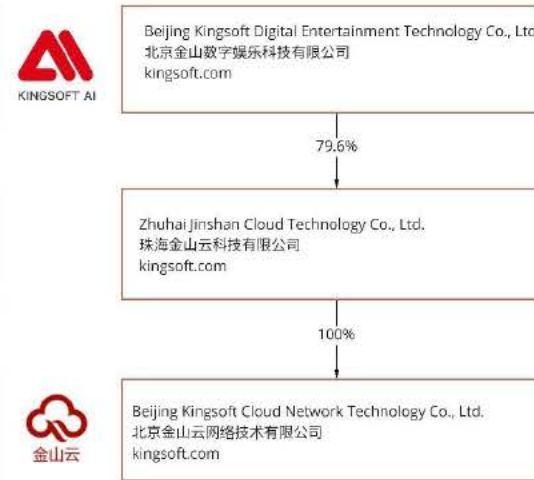 Beijing Kingsoft Digital Entertainment Technology Co., Ltd
北京金山数字娱乐科技有限公司
kingsoft.com
KINGSOFT AI
79.6%
Zhuhai Jinshan Cloud Technology Co., Ltd.
珠海金山云科技有限公司
kingsoft.com
100%
Beijing Kingsoft Cloud Network Technology Co., Ltd.
北京金山云网络技术有限公司
kingsoft.com
金山云